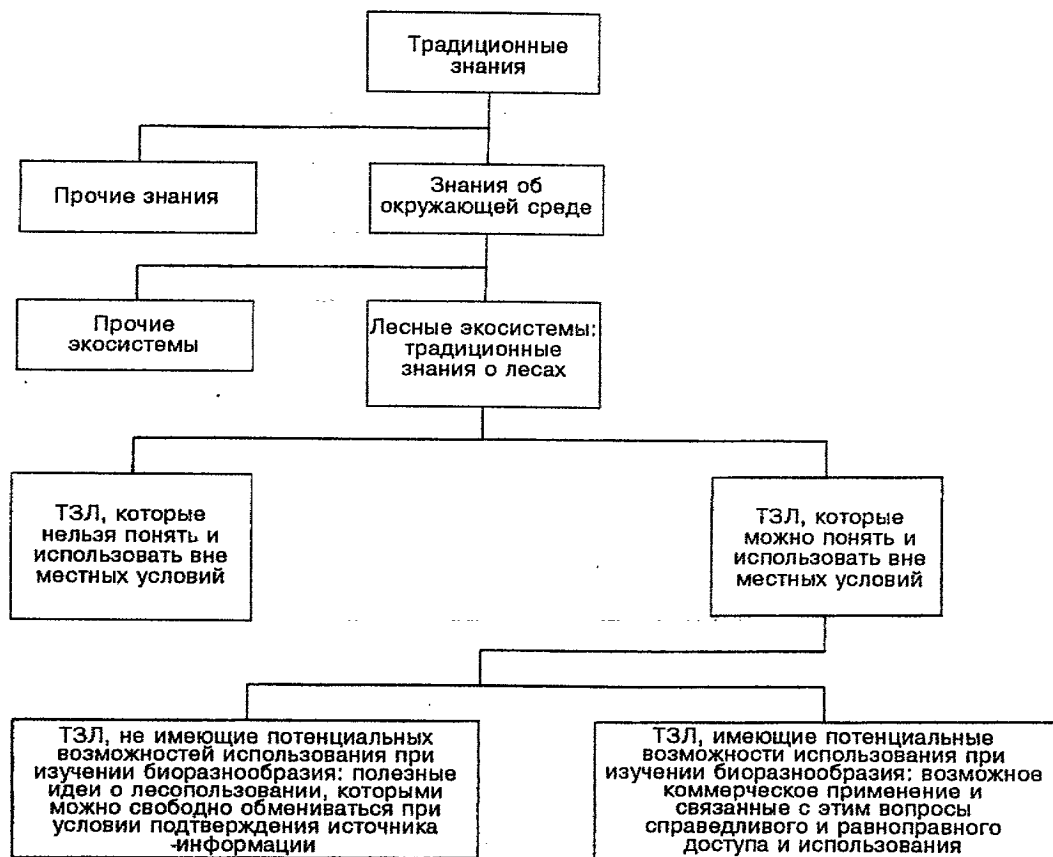 Традиционные
знания
Прочие знания
Знания об
окружающей среде
Прочие
экосистемы
Лесные экосистемы:
традиционные
знания о лесах
ТЗЛ, которые
нельзя понять и
использовать вне
местных условий
ТЗЛ, которые
можно понять и
использовать вне
местных условий
ТЗЛ, не имеющие потенциальных
возможностей использования при
изучении биоразнообразия: полезные
идеи о лесопользовании, которыми
можно свободно обмениваться при
условии подтверждения источника
-информации
ТЗЛ, имеющие потенциальные
возможности использования при
изучении биоразнообразия: возможное
коммерческое применение и
связанные с этим вопросы
справедливого и равноправного
доступа и использования